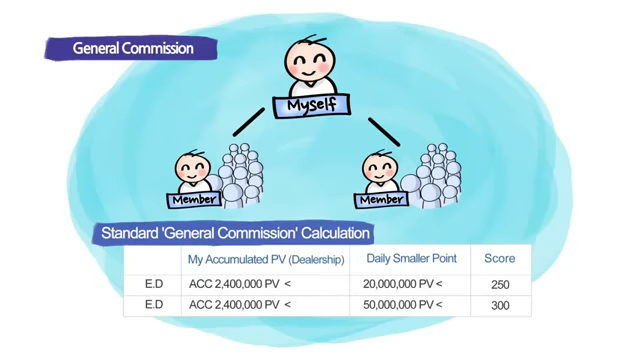 General Commission
Myself
Member
Member
Standard 'General Commission' Calculation
My Accumulated PV (Dealership) Daily Smaller Point Score
E.D ACC 2,400,000 PV < 20,000,000 PV < 250
E.D ACC 2,400,000 PV < 50,000,000 PV < 300